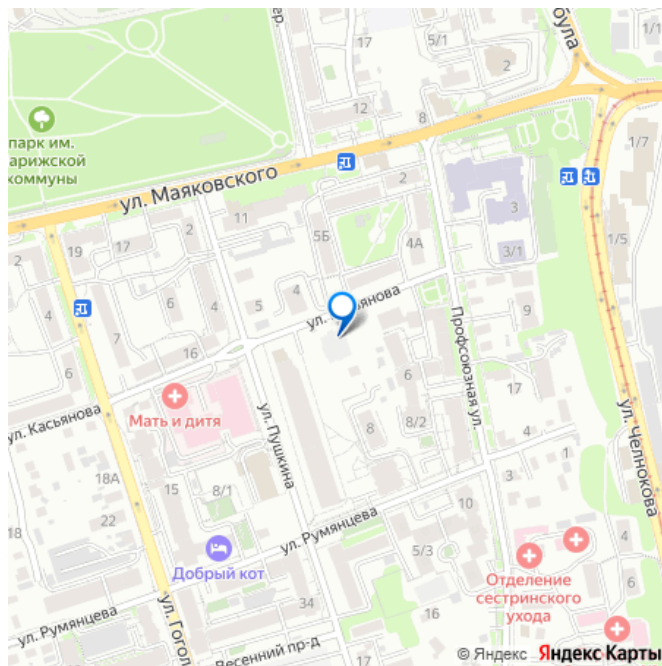 ер.
17
5/1
2
12
8
1/7
парк им.
арижской
коммуны
ул. Маяковского
2
3
11
5Б
4А
3/1
1/5
19
17
2
4
6
4
5
4
ул.
янова
9
7
16
6
Профсоюзная ул.
6
17
ул. Касьянова
Мать и дитя
ул. Пушкина
8
8/2
4
ул. Челнокова
18А
15
8/1
3
1
18
22
ул. Румянцева
10
Добрый кот
5/3
4
Отделение
сестринского
ухода
6
34
16
ул. Румянцева
ул. Гогол
Весенний пр-д
© Яндекс Яндекс Карты